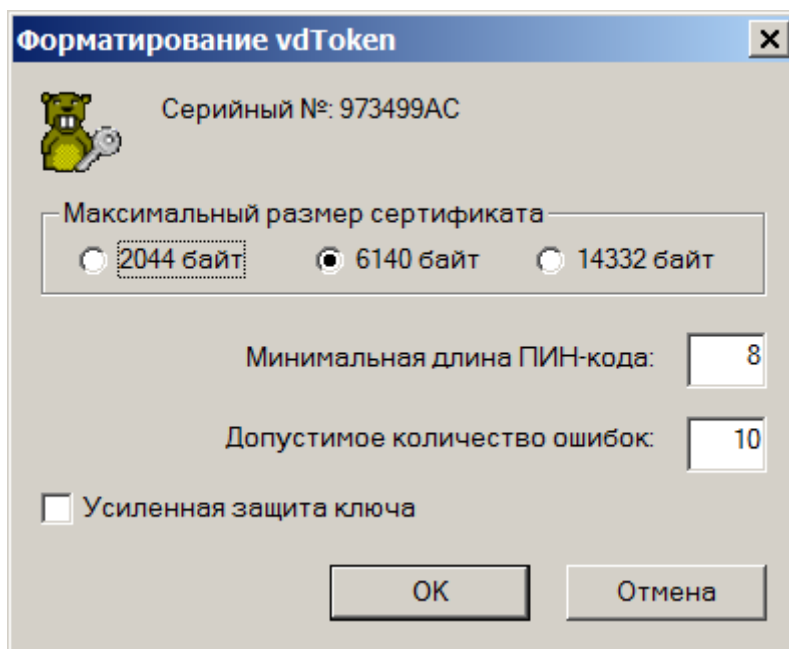 Форматирование vdToken
Серийный №: 973499AC
Максимальный размер сертификата
2044 байт 6140 байт 14332 байт
Минимальная длина ПИН-кода: 8
Допустимое количество ошибок: 10
Усиленная защита ключа
OK Отмена